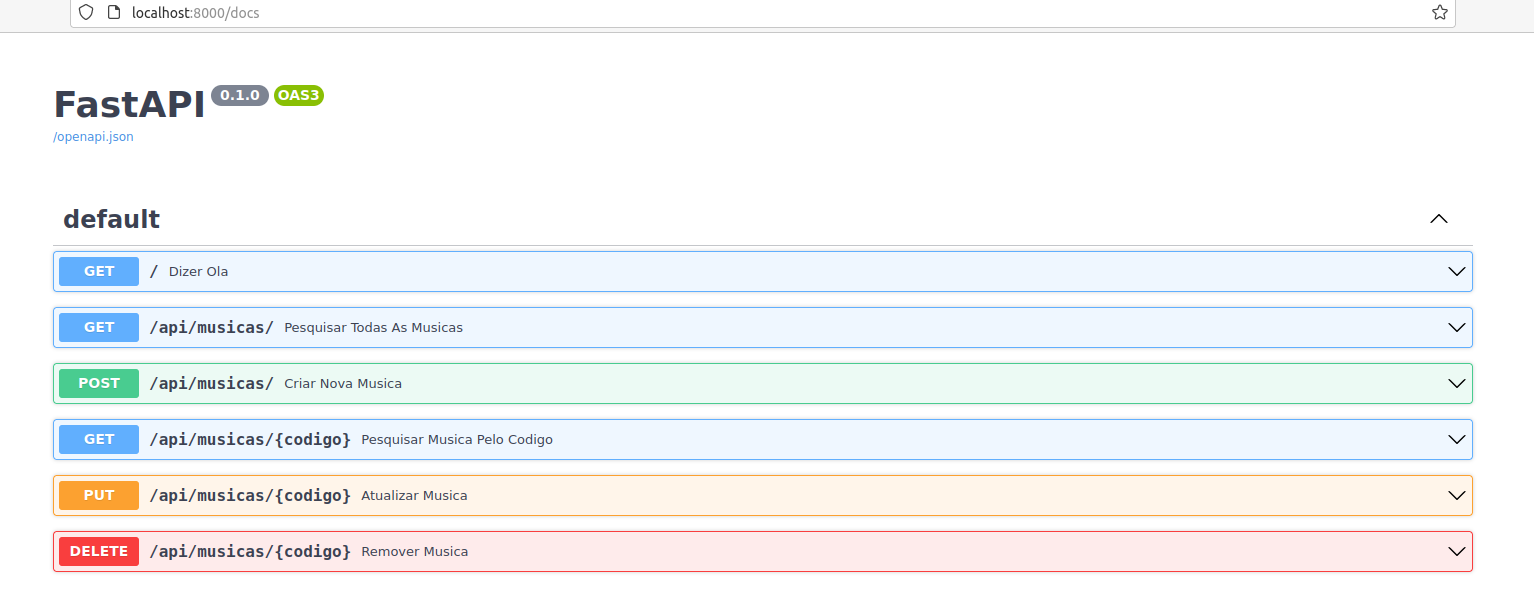 localhost:8000/docs
FastAPI 0.1.0 OAS3
/openapi.json
default
GET / Dizer Ola
GET /api/musicas/ Pesquisar Todas As Musicas
POST /api/musicas/ Criar Nova Musica
GET /api/musicas/{codigo} Pesquisar Musica Pelo Codigo
PUT /api/musicas/{codigo} Atualizar Musica
DELETE /api/musicas/{codigo} Remover Musica